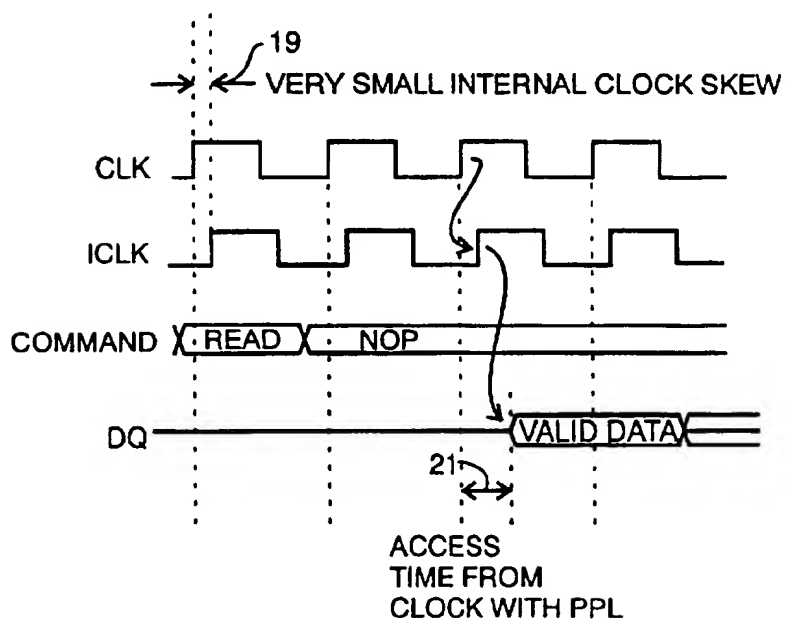 19
VERY SMALL INTERNAL CLOCK SKEW
CLK
ICLK
COMMAND READ NOP
DQ VALID DATA
21
ACCESS
TIME FROM
CLOCK WITH PPL